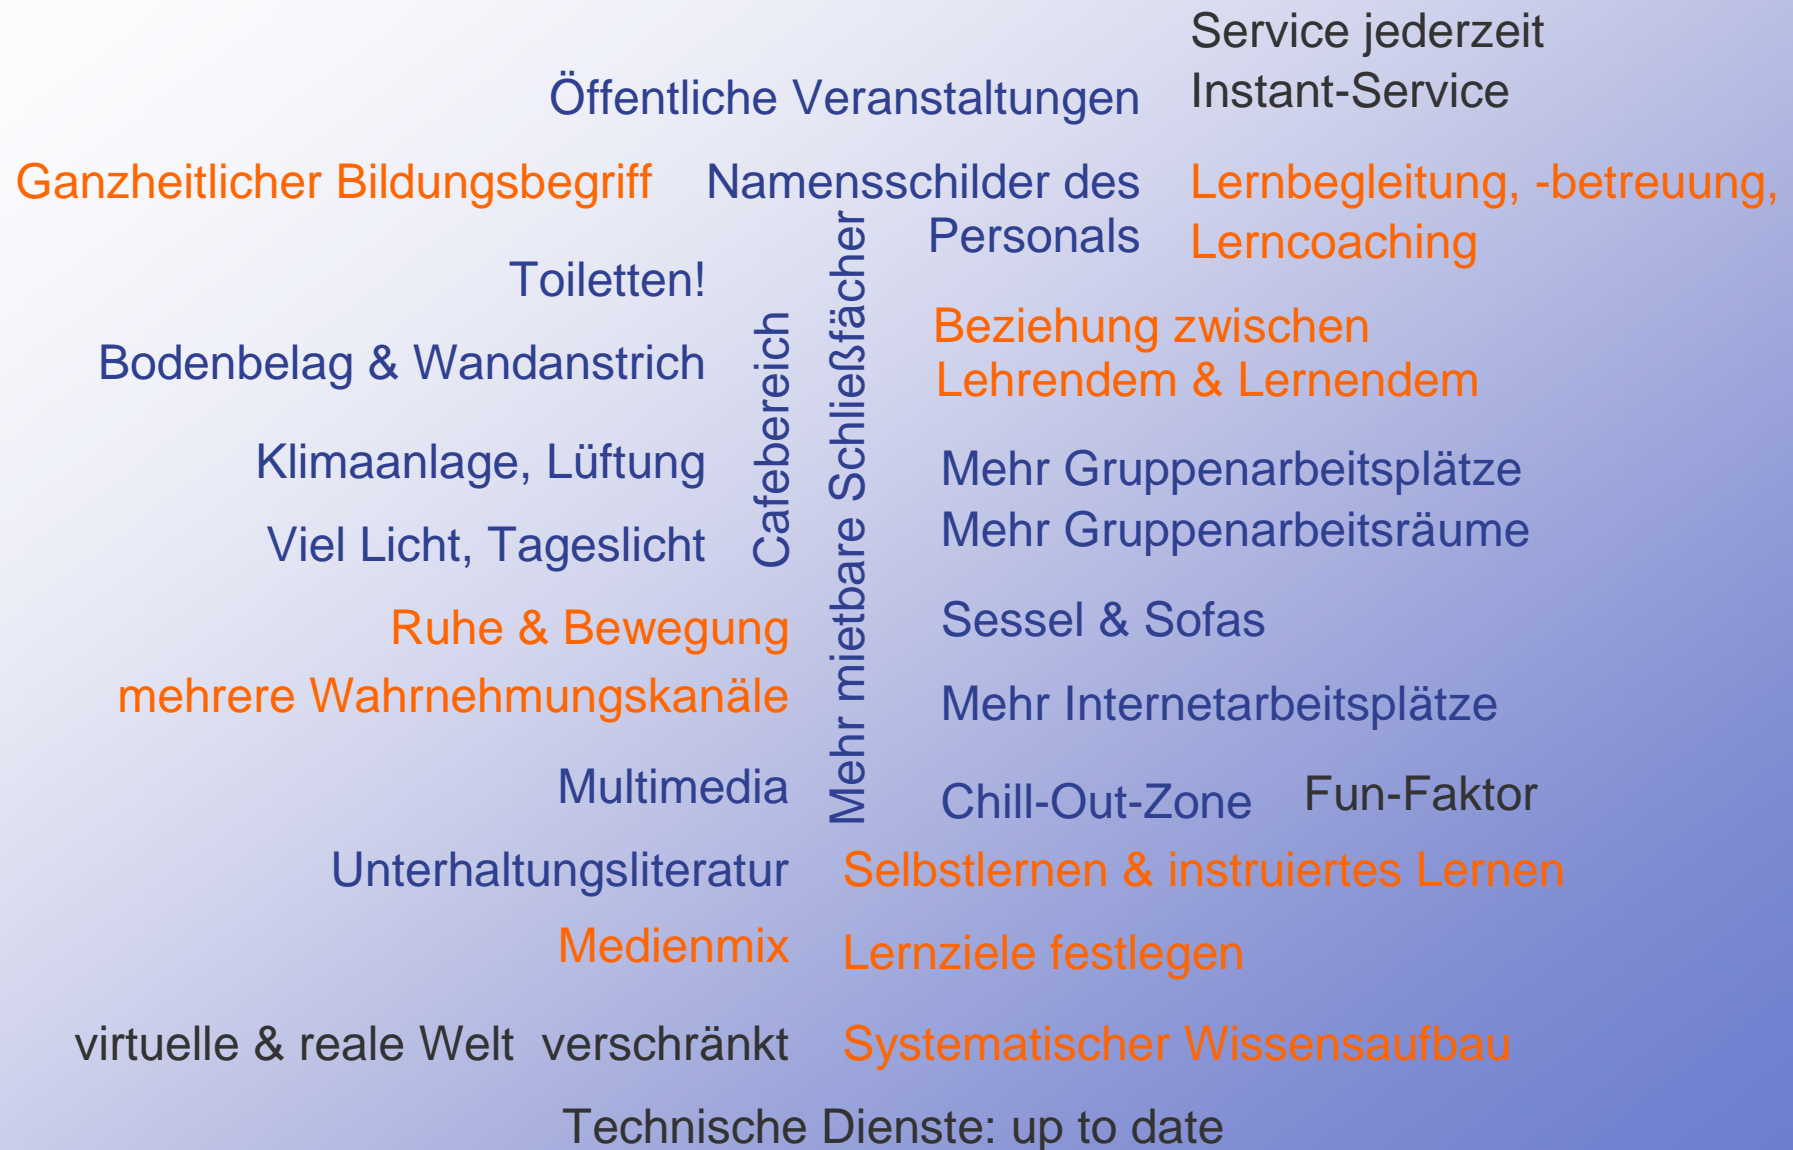 Service jederzeit
Instant-Service
Öffentliche Veranstaltungen
Ganzheitlicher Bildungsbegriff
Namensschilder des
Personals
Lernbegleitung, -betreuung,
Lerncoaching
Toiletten!
Bodenbelag & Wandanstrich
Klimaanlage, Lüftung
Viel Licht, Tageslicht
Cafebereich
Mehr mietbare Schließfächer
Beziehung zwischen
Lehrendem & Lernendem
Mehr Gruppenarbeitsplätze
Mehr Gruppenarbeitsräume
Ruhe & Bewegung
mehrere Wahrnehmungskanäle
Sessel & Sofas
Mehr Internetarbeitsplätze
Multimedia
Chill-Out-Zone
Fun-Faktor
Unterhaltungsliteratur
Selbstlernen & instruiertes Lernen
Medienmix
Lernziele festlegen
virtuelle & reale Welt verschränkt
Systematischer Wissensaufbau
Technische Dienste: up to date